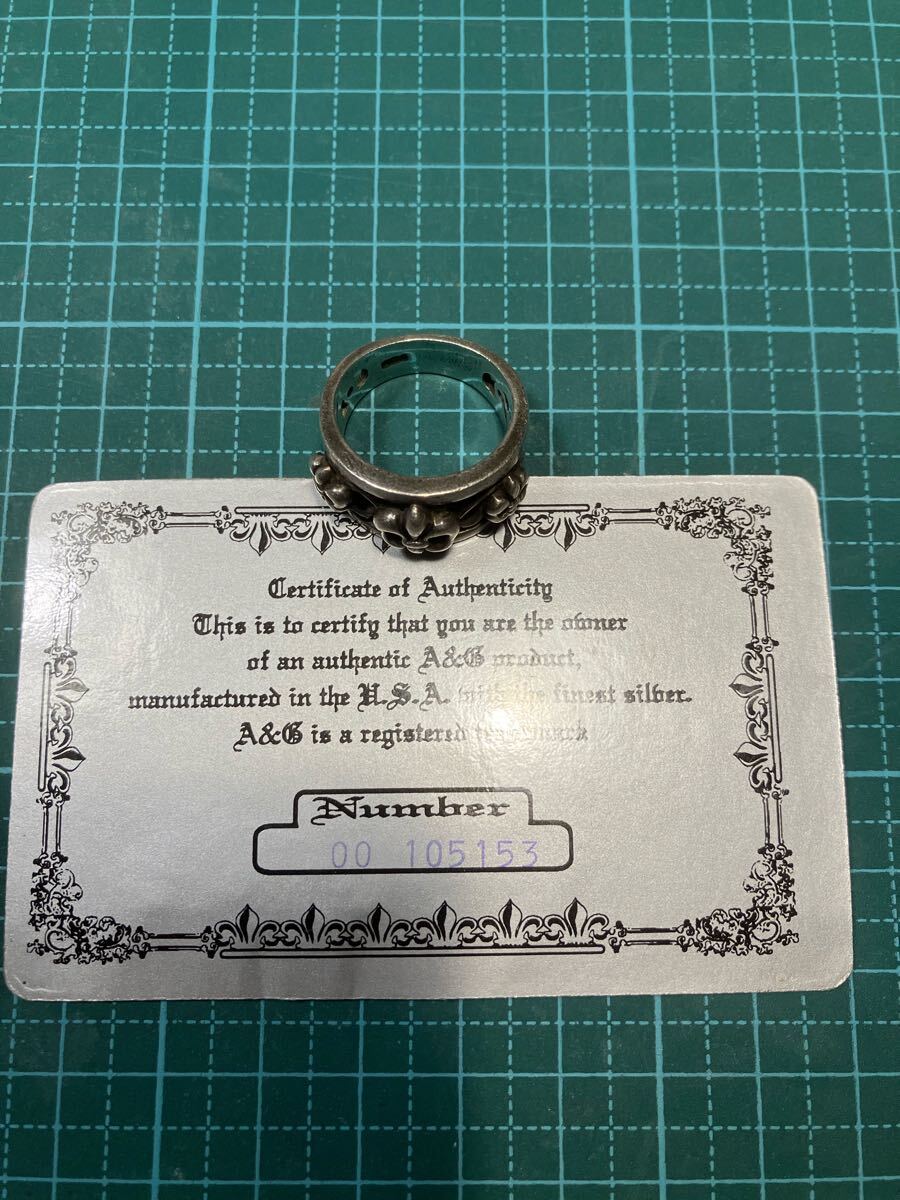 Certificate of Authenticity
This is to certify that you are the owner
of an authentic A&G product,
manufactured in the U.S.A. with the finest silver.
A&G is a registered trademark
Number
00 105153